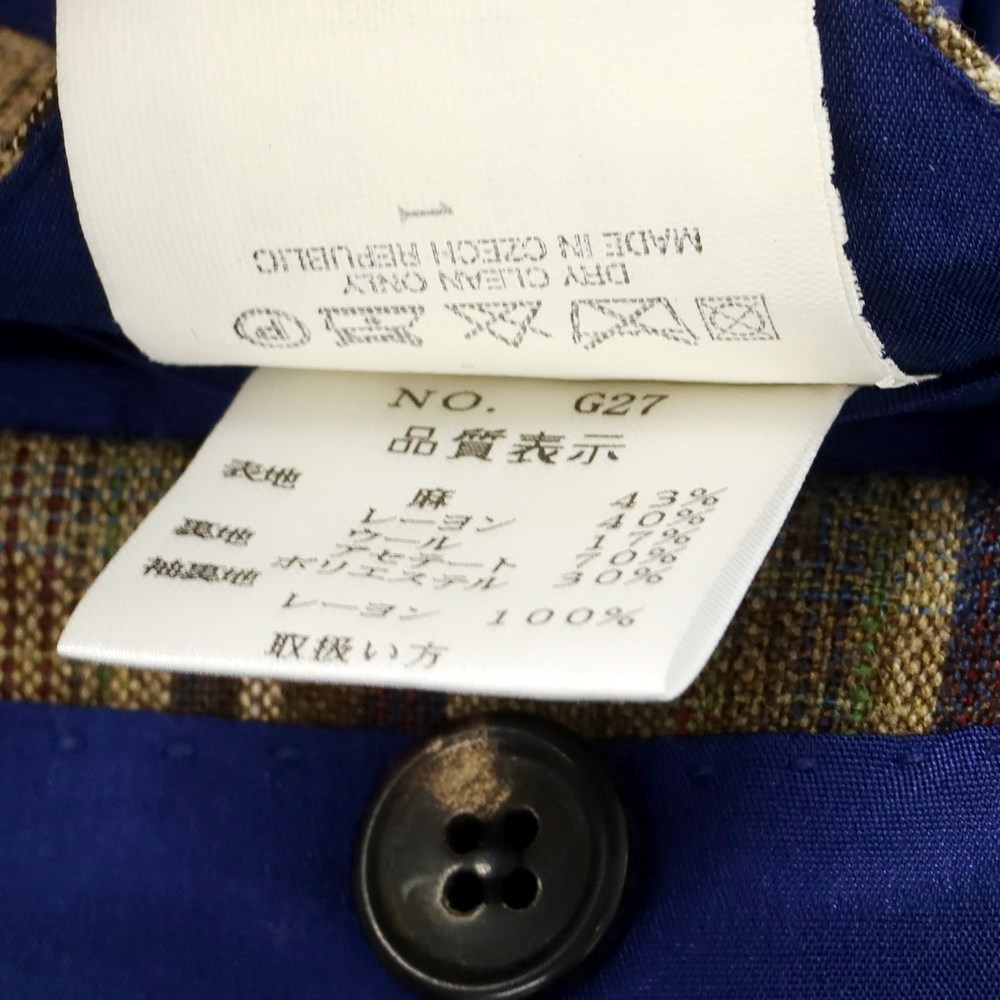 1
MADE IN CZECH REPUBLIC
DRY CLEAN ONLY
P
NO. G27
品質表示
表地 麻 43%
レーヨン 40%
ウール 17%
裏地 アセテート 70%
ポリエステル 30%
袖裏地 レーヨン 100%
取扱い方